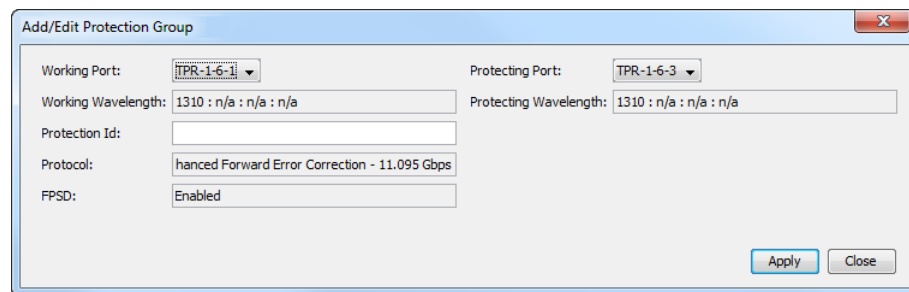 Add/Edit Protection Group
Working Port: TPR-1-6-1 Protecting Port: TPR-1-6-3
Working Wavelength: 1310 : n/a : n/a : n/a Protecting Wavelength: 1310 : n/a : n/a : n/a
Protection Id:
Protocol: hanced Forward Error Correction - 11.095 Gbps
FPSD: Enabled
Apply Close